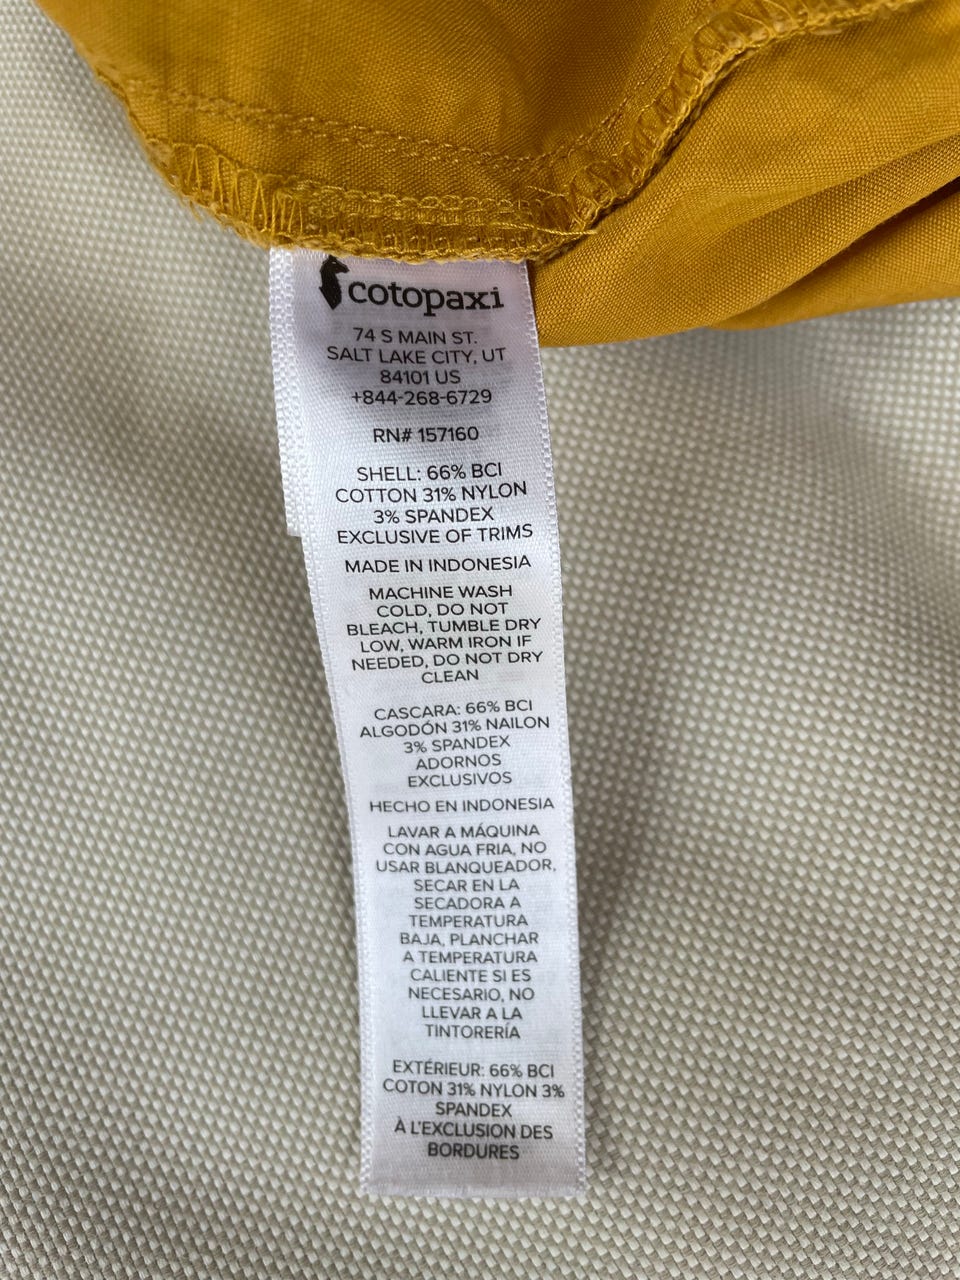 cotopaxi
74 S MAIN ST.
SALT LAKE CITY, UT
84101 US
+844-268-6729
RN# 157160
SHELL: 66% BCI
COTTON 31% NYLON
3% SPANDEX
EXCLUSIVE OF TRIMS
MADE IN INDONESIA
MACHINE WASH
COLD, DO NOT
BLEACH, TUMBLE DRY
LOW, WARM IRON IF
NEEDED, DO NOT DRY
CLEAN
CASCARA: 66% BCI
ALGODÓN 31% NAILON
3% SPANDEX
ADORNOS
EXCLUSIVOS
HECHO EN INDONESIA
LAVAR A MÁQUINA
CON AGUA FRIA, NO
USAR BLANQUEADOR,
SECAR EN LA
SECADORA A
TEMPERATURA
BAJA, PLANCHAR
A TEMPERATURA
CALIENTE SI ES
NECESARIO, NO
LLEVAR A LA
TINTORERÍA
EXTÉRIEUR: 66% BCI
COTON 31% NYLON 3%
SPANDEX
À L'EXCLUSION DES
BORDURES